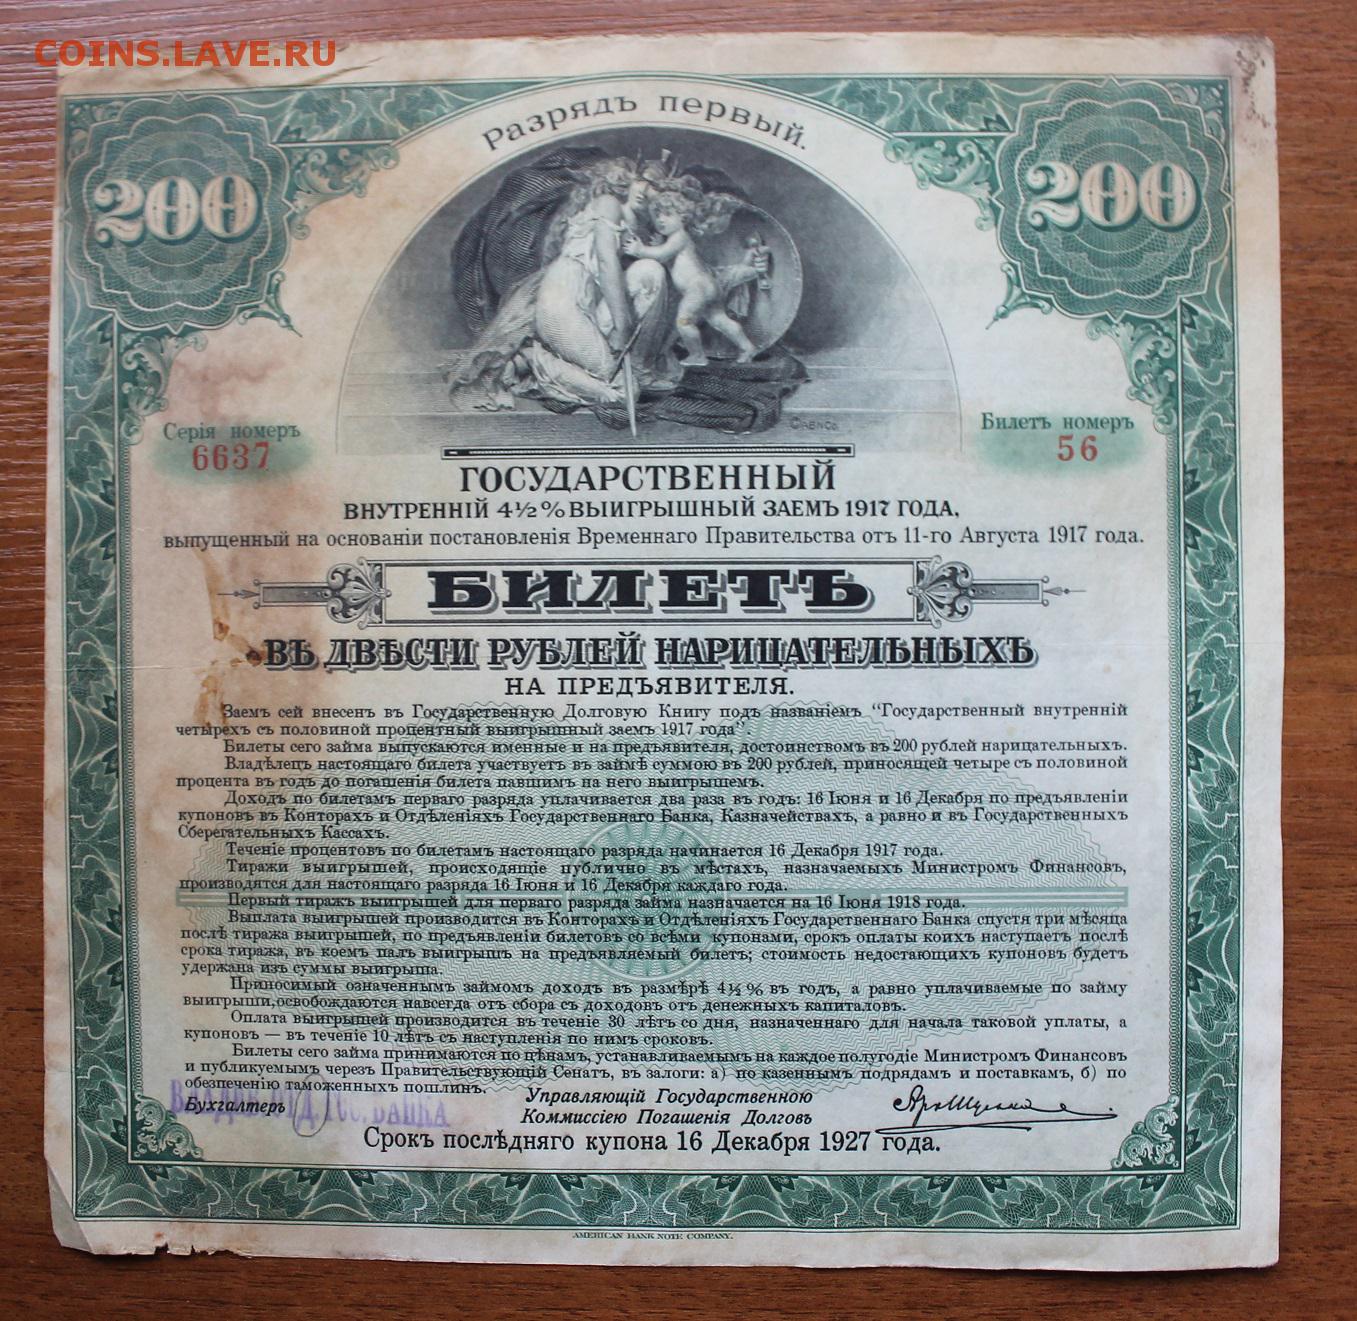 COINS.LAVE.RU
Разрядъ первый.
200
200
Серія номеръ
6637
Билетъ номеръ
56
ГОСУДАРСТВЕННЫЙ
ВНУТРЕННІЙ 4½% ВЫИГРЫШНЫЙ ЗАЕМЪ 1917 ГОДА,
выпущенный на основаніи постановленія Временнаго Правительства отъ 11-го Августа 1917 года.
БИЛЕТЪ
ВЪ ДВѢСТИ РУБЛЕЙ НАРИЦАТЕЛЬНЫХЪ
НА ПРЕДЪЯВИТЕЛЯ.
Заемъ сей внесенъ въ Государственную Долговую Книгу подъ названіемъ “Государственный внутренній
четырехъ съ половиной процентный выигрышный заемъ 1917 года”.
Билеты сего займа выпускаются именные и на предъявителя, достоинствомъ въ 200 рублей нарицательныхъ.
Владѣлецъ настоящаго билета участвуетъ въ займѣ суммою въ 200 рублей, приносящей четыре съ половиной
процента въ годъ до погашенія билета павшимъ на него выигрышемъ.
Доходъ по билетамъ перваго разряда уплачивается два раза въ годъ: 16 Іюня и 16 Декабря по предъявленіи
купоновъ въ Конторахъ и Отдѣленіяхъ Государственнаго Банка, Казначействахъ, а равно и въ Государственныхъ
Сберегательныхъ Кассахъ.
Теченіе процентовъ по билетамъ настоящаго разряда начинается 16 Декабря 1917 года.
Тиражи выигрышей, происходящіе публично въ мѣстахъ, назначаемыхъ Министромъ Финансовъ,
производятся для настоящаго разряда 16 Іюня и 16 Декабря каждаго года.
Первый тиражъ выигрышей для перваго разряда займа назначается на 16 Іюня 1918 года.
Выплата выигрышей производится въ Конторахъ и Отдѣленіяхъ Государственнаго Банка спустя три мѣсяца
послѣ тиража выигрышей, по предъявленіи билетовъ со всѣми купонами, срокъ оплаты коихъ наступаетъ послѣ
срока тиража, въ коемъ палъ выигрышъ на предъявляемый билетъ; стоимость недостающихъ купоновъ будетъ
удержана изъ суммы выигрыша.
Приносимый означеннымъ займомъ доходъ въ размѣрѣ 4½% въ годъ, а равно уплачиваемые по займу
выигрыши, освобождаются навсегда отъ сбора съ доходовъ отъ денежныхъ капиталовъ.
Оплата выигрышей производится въ теченіе 30 лѣтъ со дня, назначеннаго для начала таковой уплаты, а
купоновъ — въ теченіе 10 лѣтъ съ наступленія по нимъ сроковъ.
Билеты сего займа принимаются по цѣнамъ, устанавливаемымъ на каждое полугодіе Министромъ Финансовъ
и публикуемымъ черезъ Правительствующій Сенатъ, въ залоги: а) по казеннымъ подрядамъ и поставкамъ, б) по
обезпеченію таможенныхъ пошлинъ.
Бухгалтеръ
БАНКА
Управляющій Государственною
Коммиссіею Погашенія Долговъ
Срокъ послѣдняго купона 16 Декабря 1927 года.
AMERICAN BANK NOTE COMPANY.